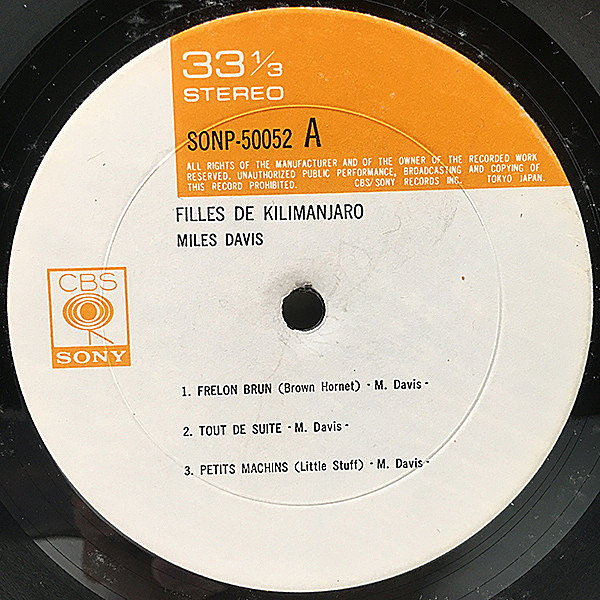 33 1/3
STEREO
SONP-50052 A
ALL RIGHTS OF THE MANUFACTURER AND OF THE OWNER OF THE RECORDED WORK
RESERVED. UNAUTHORIZED PUBLIC PERFORMANCE, BROADCASTING AND COPYING OF
THIS RECORD PROHIBITED. CBS/SONY RECORDS INC. TOKYO JAPAN.
FILLES DE KILIMANJARO
MILES DAVIS
CBS
SONY
1. FRELON BRUN (Brown Hornet) - M. Davis -
2. TOUT DE SUITE - M. Davis -
3. PETITS MACHINS (Little Stuff) - M. Davis -